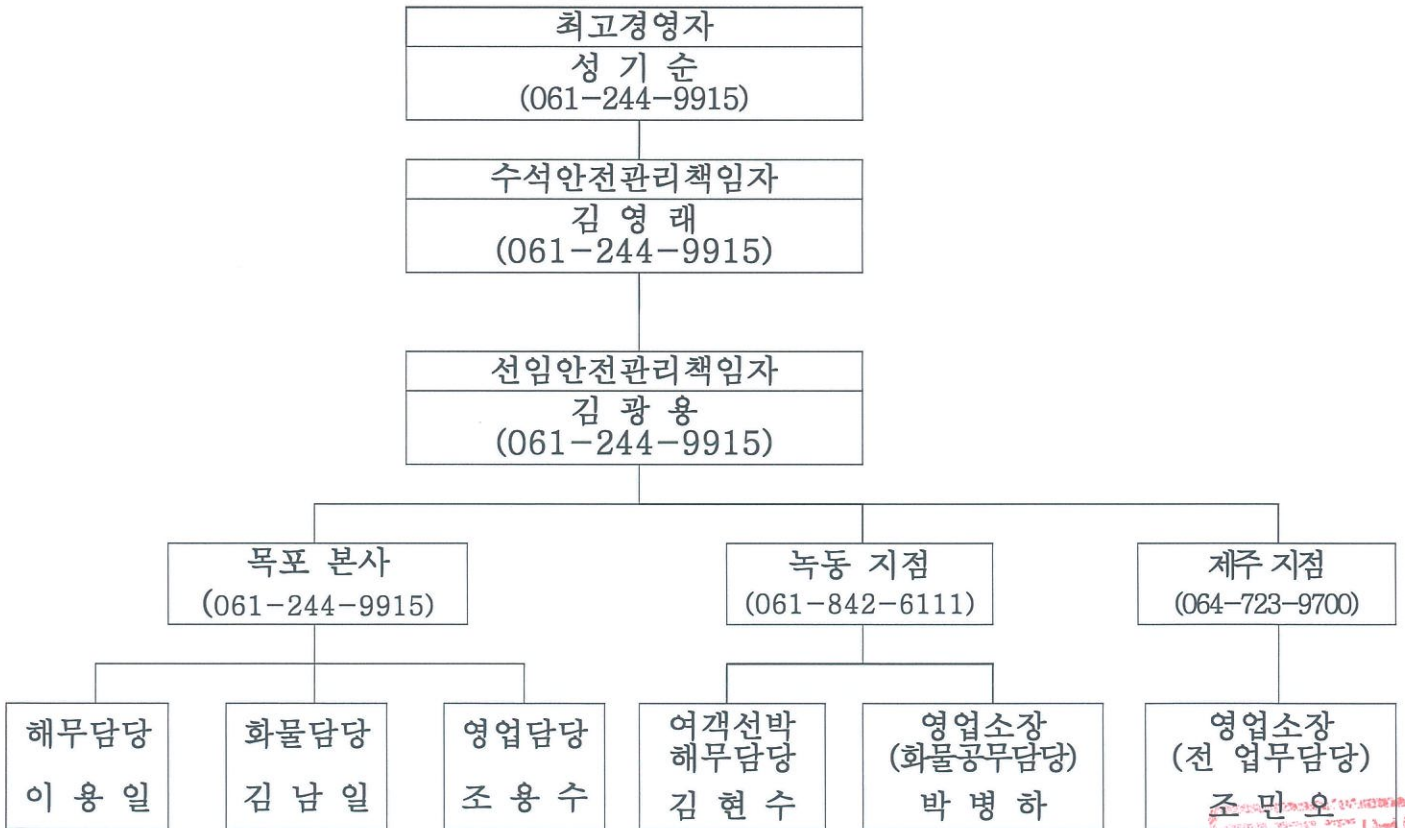 최고경영자
성 기 순
(061-244-9915)
수석안전관리책임자
김 영 래
(061-244-9915)
선임안전관리책임자
김 광 용
(061-244-9915)
목포 본사
(061-244-9915)
녹동 지점
(061-842-6111)
제주 지점
(064-723-9700)
해무담당
이 용 일
화물담당
김 남 일
영업담당
조 용 수
여객선박
해무담당
김 현 수
영업소장
(화물공무담당)
박 병 하
영업소장
(전 업무담당)
조 민 오